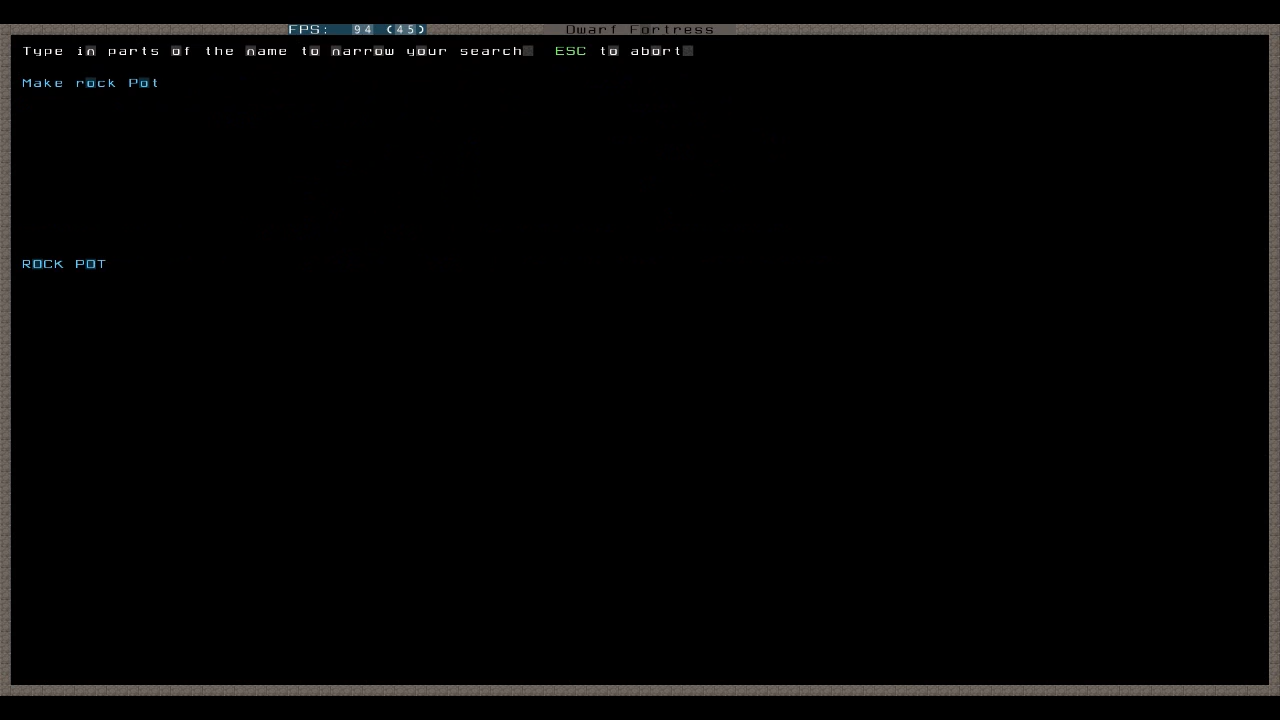 FPS: 94 (45) Dwarf Fortress
Type in parts of the name to narrow your search. ESC to abort.
Make rock Pot
ROCK POT